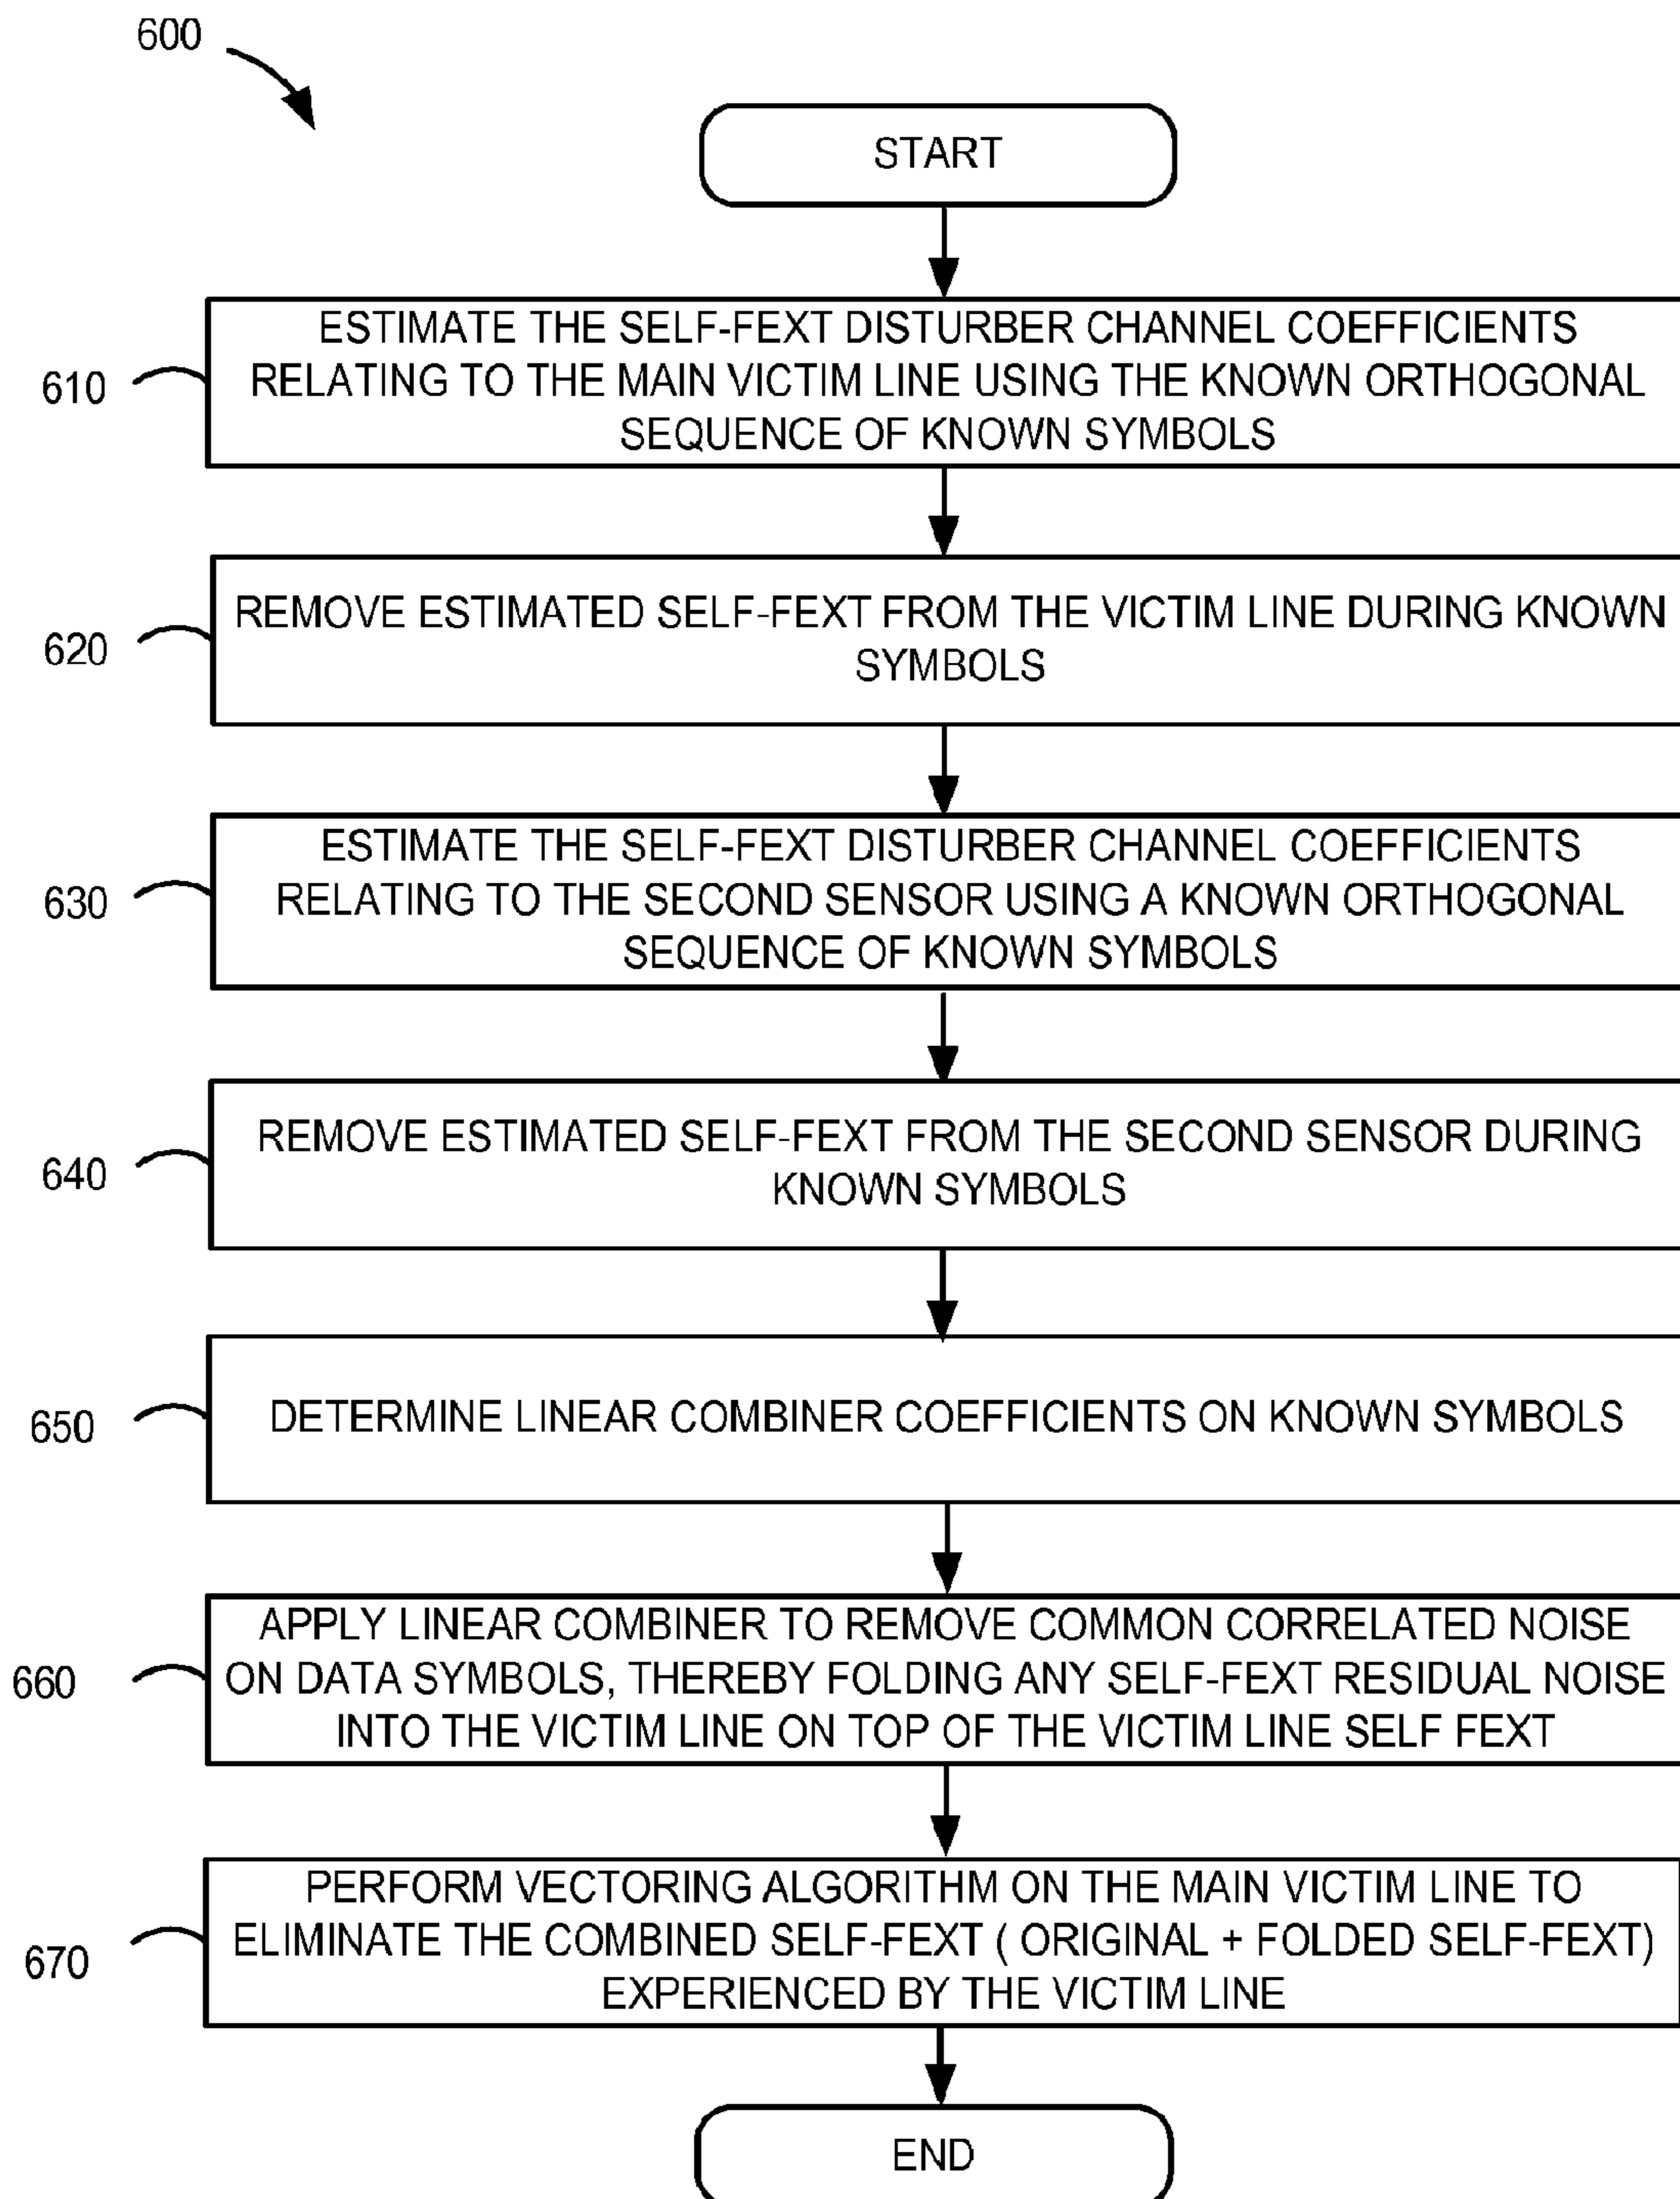 600
START
610
ESTIMATE THE SELF-FEXT DISTURBER CHANNEL COEFFICIENTS
RELATING TO THE MAIN VICTIM LINE USING THE KNOWN ORTHOGONAL
SEQUENCE OF KNOWN SYMBOLS
620
REMOVE ESTIMATED SELF-FEXT FROM THE VICTIM LINE DURING KNOWN
SYMBOLS
630
ESTIMATE THE SELF-FEXT DISTURBER CHANNEL COEFFICIENTS
RELATING TO THE SECOND SENSOR USING A KNOWN ORTHOGONAL
SEQUENCE OF KNOWN SYMBOLS
640
REMOVE ESTIMATED SELF-FEXT FROM THE SECOND SENSOR DURING
KNOWN SYMBOLS
650
DETERMINE LINEAR COMBINER COEFFICIENTS ON KNOWN SYMBOLS
660
APPLY LINEAR COMBINER TO REMOVE COMMON CORRELATED NOISE
ON DATA SYMBOLS, THEREBY FOLDING ANY SELF-FEXT RESIDUAL NOISE
INTO THE VICTIM LINE ON TOP OF THE VICTIM LINE SELF FEXT
670
PERFORM VECTORING ALGORITHM ON THE MAIN VICTIM LINE TO
ELIMINATE THE COMBINED SELF-FEXT ( ORIGINAL + FOLDED SELF-FEXT)
EXPERIENCED BY THE VICTIM LINE
END